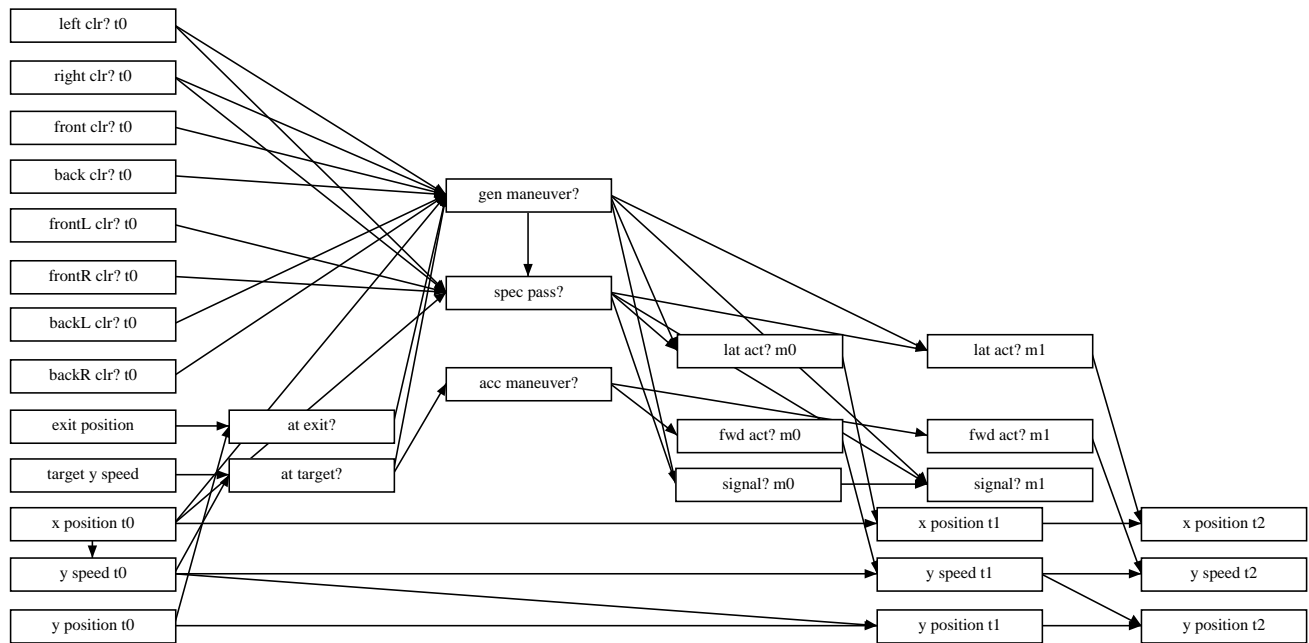 left clr? t0
right clr? t0
front clr? t0
back clr? t0
frontL clr? t0
frontR clr? t0
backL clr? t0
backR clr? t0
exit position
target y speed
x position t0
y speed t0
y position t0
at exit?
at target?
gen maneuver?
spec pass?
acc maneuver?
lat act? m0
fwd act? m0
signal? m0
lat act? m1
fwd act? m1
signal? m1
x position t1
y speed t1
y position t1
x position t2
y speed t2
y position t2